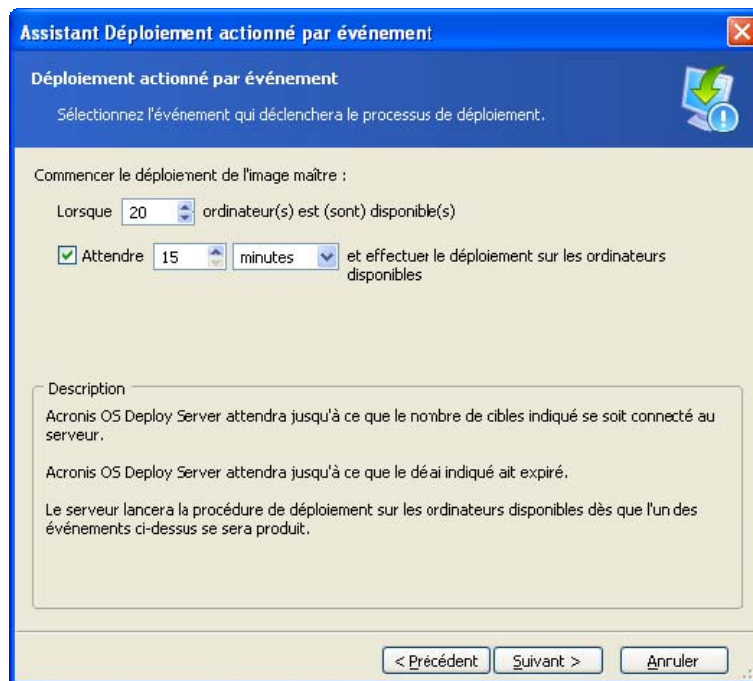 Assistant Déploiement actionné par événement
Déploiement actionné par événement
Sélectionnez l'événement qui déclenchera le processus de déploiement.
Commencer le déploiement de l'image maître :
Lorsque 20 ordinateur(s) est (sont) disponible(s)
Attendre 15 minutes et effectuer le déploiement sur les ordinateurs
disponibles
Description
Acronis OS Deploy Server attendra jusqu'à ce que le nombre de cibles indiqué se soit connecté au
serveur.
Acronis OS Deploy Server attendra jusqu'à ce que le délai indiqué ait expiré.
Le serveur lancera la procédure de déploiement sur les ordinateurs disponibles dès que l'un des
événements ci-dessus se sera produit.
< Précédent Suivant > Annuler